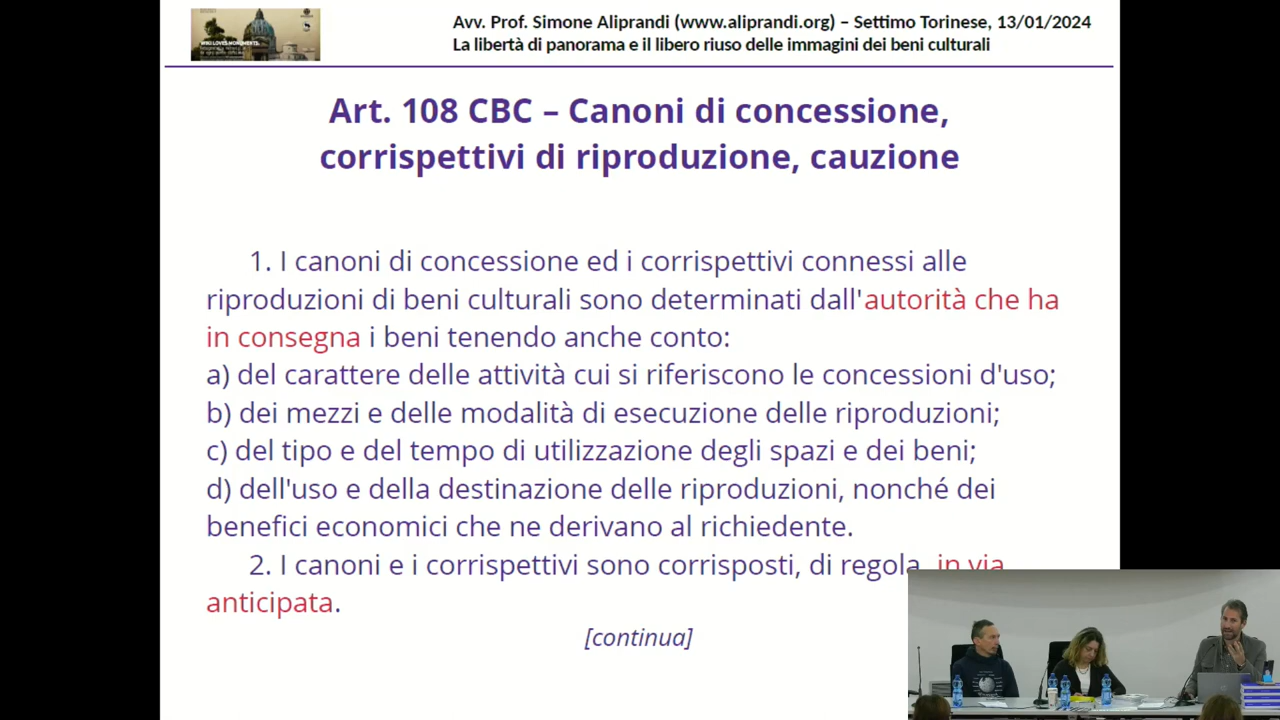 WIKI LOVES MONUMENTS
Avv. Prof. Simone Aliprandi (www.aliprandi.org) – Settimo Torinese, 13/01/2024
La libertà di panorama e il libero riuso delle immagini dei beni culturali
Art. 108 CBC – Canoni di concessione,
corrispettivi di riproduzione, cauzione
1. I canoni di concessione ed i corrispettivi connessi alle
riproduzioni di beni culturali sono determinati dall'autorità che ha
in consegna i beni tenendo anche conto:
a) del carattere delle attività cui si riferiscono le concessioni d'uso;
b) dei mezzi e delle modalità di esecuzione delle riproduzioni;
c) del tipo e del tempo di utilizzazione degli spazi e dei beni;
d) dell'uso e della destinazione delle riproduzioni, nonché dei
benefici economici che ne derivano al richiedente.
2. I canoni e i corrispettivi sono corrisposti, di regola, in via
anticipata.
[continua]